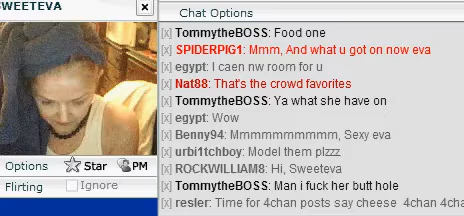 SWEETEVA
x
Chat Options
[x] TommytheBOSS: Food one
[x] SPIDERPIG1: Mmm, And what u got on now eva
[x] egypt: I caen nw room for u
[x] Nat88: That's the crowd favorites
[x] TommytheBOSS: Ya what she have on
[x] egypt: Wow
[x] Benny94: Mmmmmmmmmm, Sexy eva
[x] urbi1tchboy: Model them plzzz
[x] ROCKWILLIAM8: Hi, Sweeteva
[x] TommytheBOSS: Man i fuck her butt hole
[x] resler: Time for 4chan posts say cheese 4chan 4cha
Options Star PM
Flirting Ignore